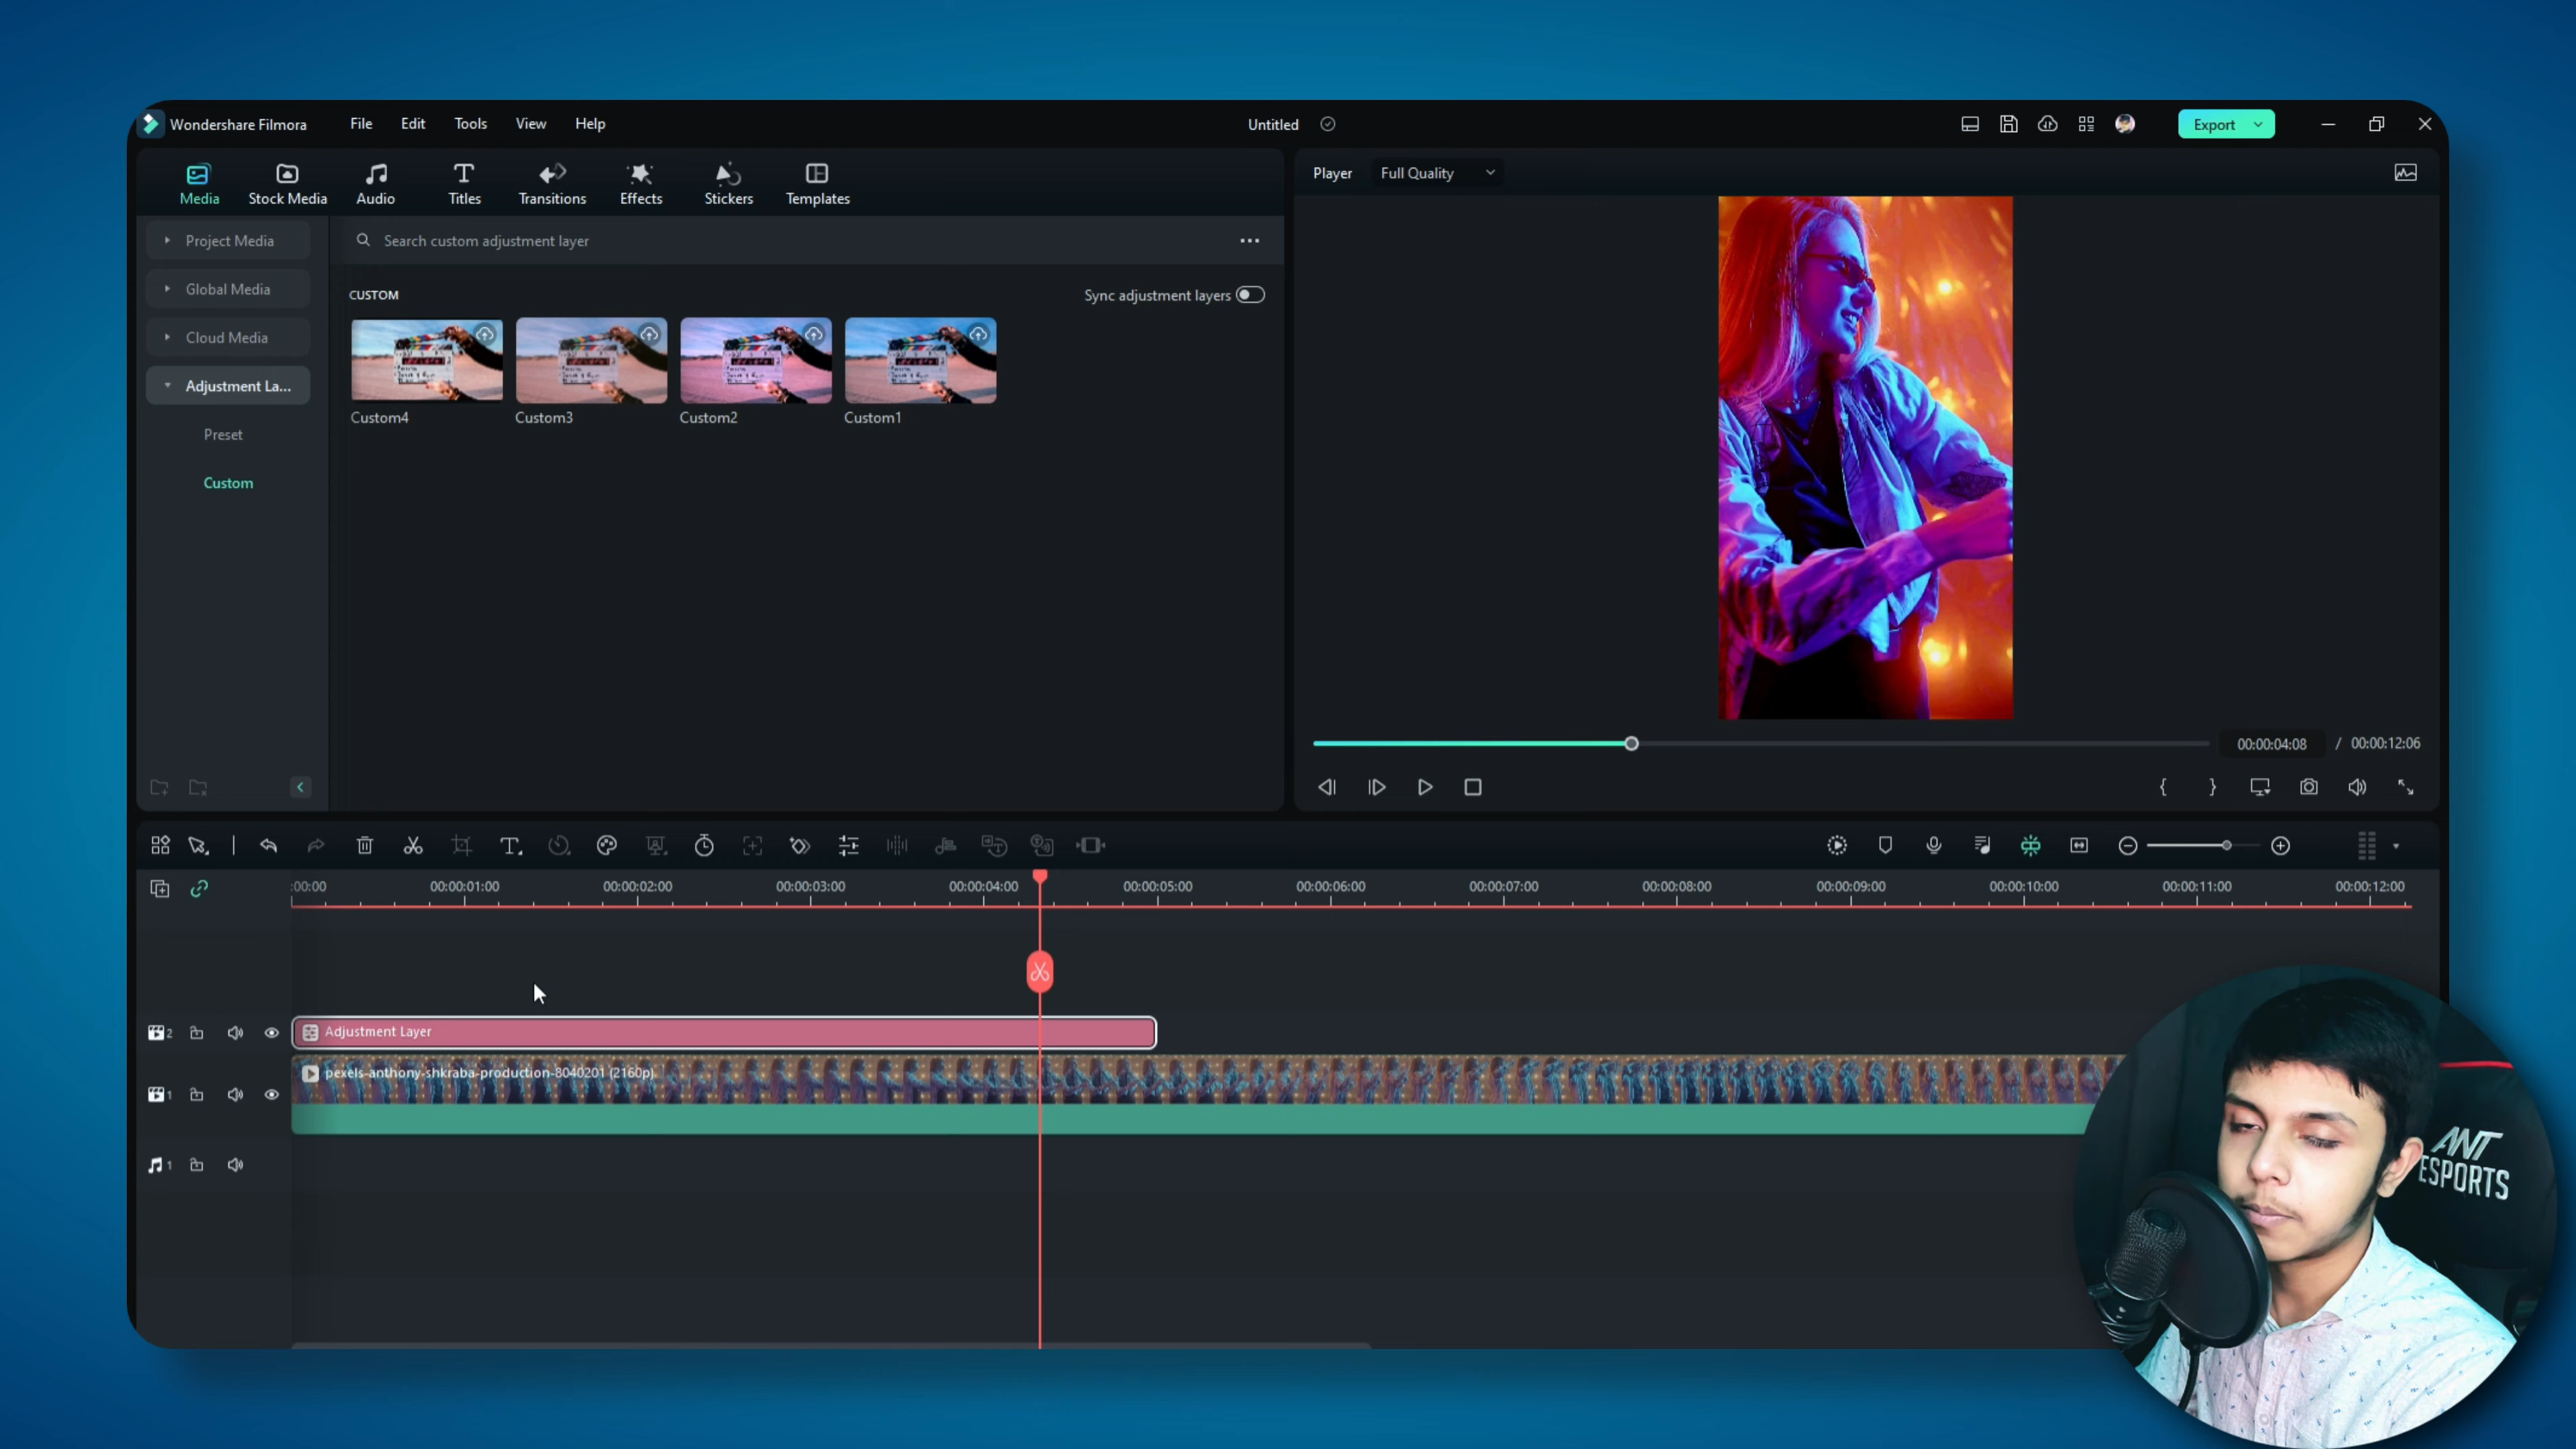 Wondershare Filmora File Edit Tools View Help Untitled Export
Media Stock Media Audio Titles Transitions Effects Stickers Templates
Player Full Quality
Project Media
Global Media
Cloud Media
Adjustment La...
Preset
Custom
Search custom adjustment layer
CUSTOM Sync adjustment layers
Custom4 Custom3 Custom2 Custom1
00:00:04:08 / 00:00:12:06
:00:00 00:00:01:00 00:00:02:00 00:00:03:00 00:00:04:00 00:00:05:00 00:00:06:00 00:00:07:00 00:00:08:00 00:00:09:00 00:00:10:00 00:00:11:00 00:00:12:00
2 Adjustment Layer
pexels-anthony-shkraba-production-8040201 (2160p)
1
1
ANT
ESPORTS